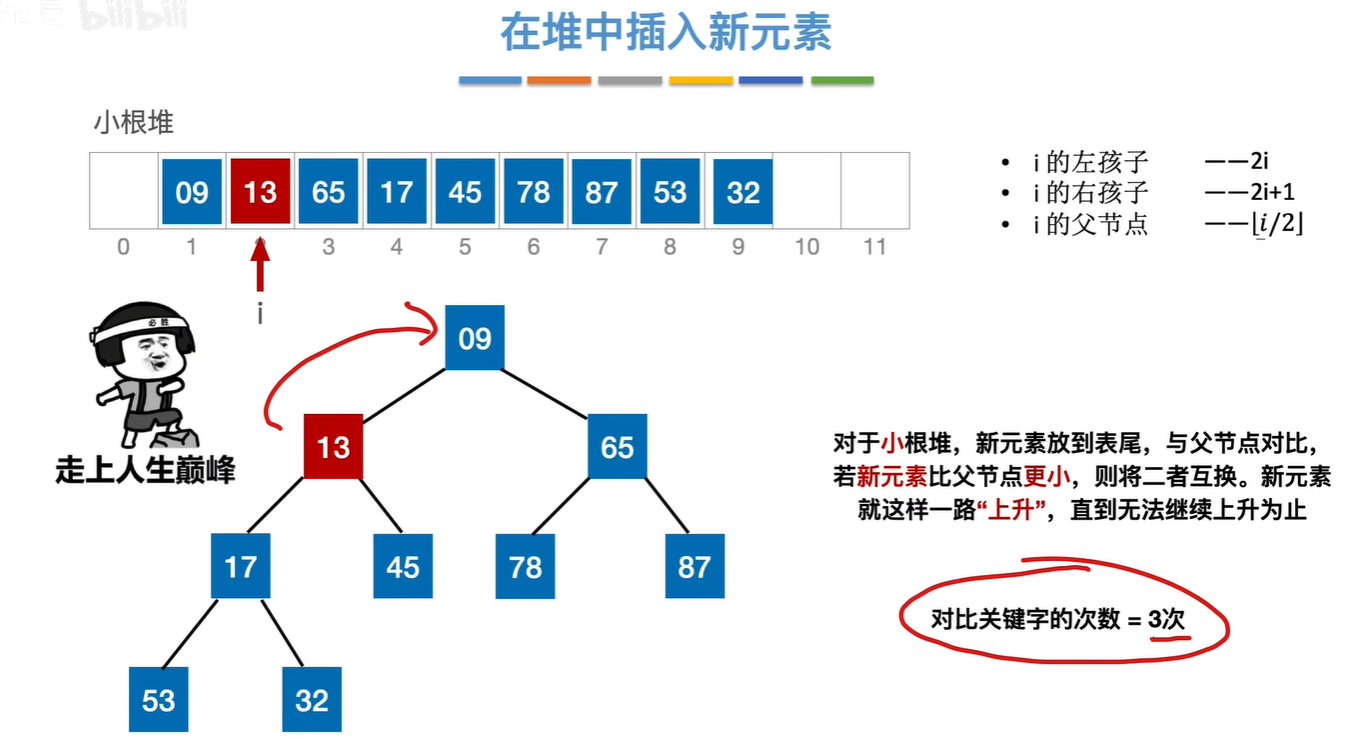 bilibili
在堆中插入新元素
小根堆
09 13 65 17 45 78 87 53 32
0 1 2 3 4 5 6 7 8 9 10 11
i
• i 的左孩子 ——2i
• i 的右孩子 ——2i+1
• i 的父节点 ——⌊i/2⌋
必胜
走上人生巅峰
09
13 65
17 45 78 87
53 32
对于小根堆，新元素放到表尾，与父节点对比，
若新元素比父节点更小，则将二者互换。新元素
就这样一路“上升”，直到无法继续上升为止
对比关键字的次数 = 3次